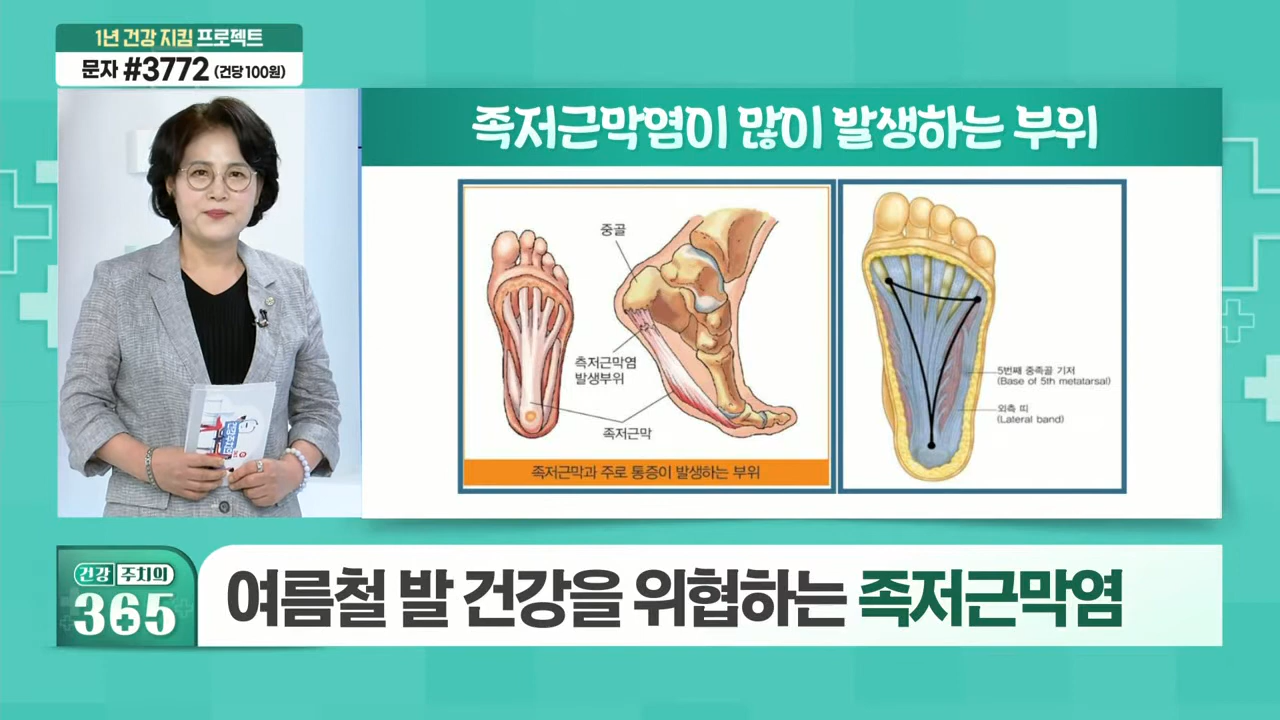 1년 건강 지킴 프로젝트
문자 #3772 (건당 100원)
족저근막염이 많이 발생하는 부위
중골
측저근막염
발생부위
족저근막
족저근막과 주로 통증이 발생하는 부위
5번째 중족골 기저
(Base of 5th metatarsal)
외측 띠
(Lateral band)
건강 주치의
365
여름철 발 건강을 위협하는 족저근막염